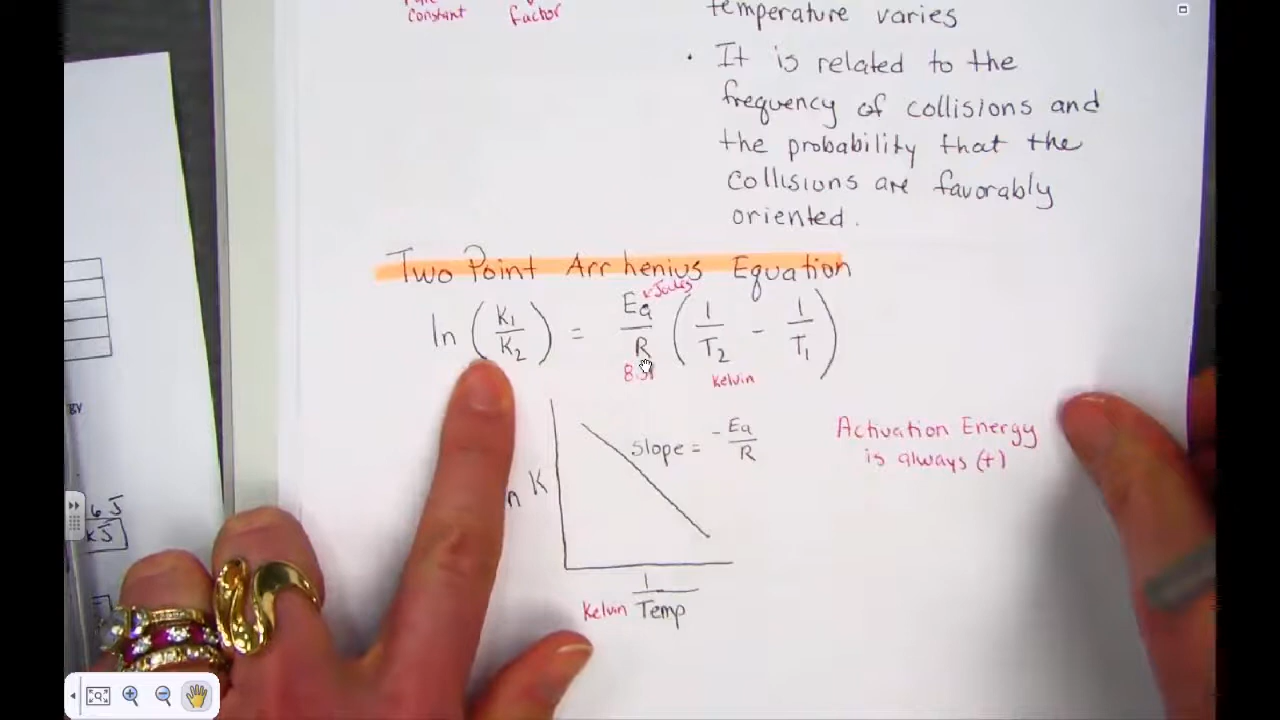 Constant factor
temperature varies
• It is related to the
frequency of collisions and
the probability that the
collisions are favorably
oriented.
Two Point Arrhenius Equation
ln (K₁/K₂) = Ea/R (1/T₂ - 1/T₁)
Joules
Kelvin
Slope = -Ea/R
Activation Energy
is always (+)
K
1/Temp
Kelvin